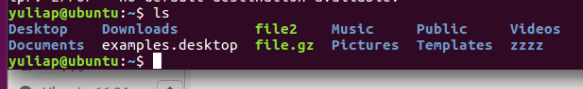 yuliap@ubuntu:~$ ls
Desktop Downloads file2 Music Public Videos
Documents examples.desktop file.gz Pictures Templates zzzz
yuliap@ubuntu:~$